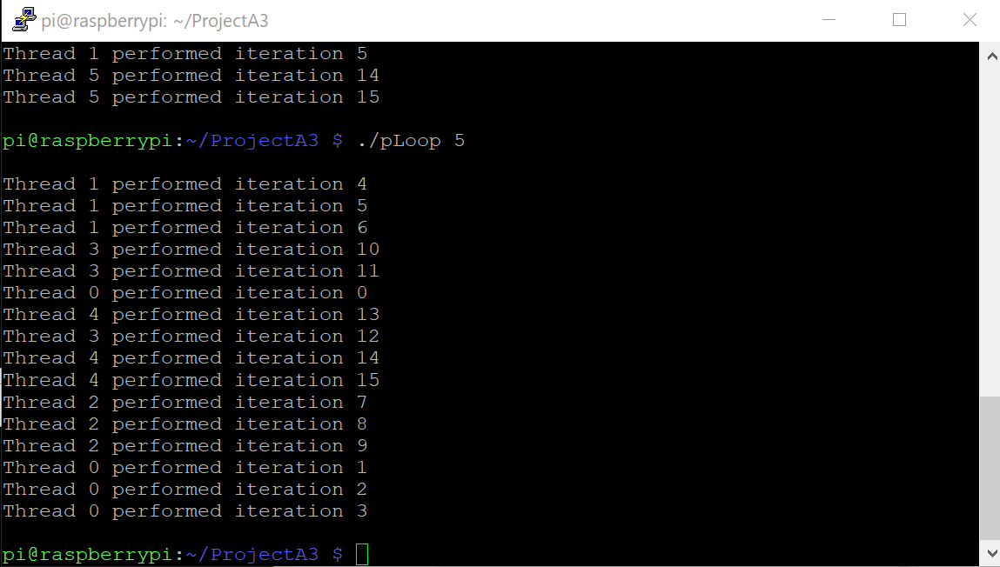 pi@raspberrypi: ~/ProjectA3
Thread 1 performed iteration 5
Thread 5 performed iteration 14
Thread 5 performed iteration 15
pi@raspberrypi:~/ProjectA3 $ ./pLoop 5
Thread 1 performed iteration 4
Thread 1 performed iteration 5
Thread 1 performed iteration 6
Thread 3 performed iteration 10
Thread 3 performed iteration 11
Thread 0 performed iteration 0
Thread 4 performed iteration 13
Thread 3 performed iteration 12
Thread 4 performed iteration 14
Thread 4 performed iteration 15
Thread 2 performed iteration 7
Thread 2 performed iteration 8
Thread 2 performed iteration 9
Thread 0 performed iteration 1
Thread 0 performed iteration 2
Thread 0 performed iteration 3
pi@raspberrypi:~/ProjectA3 $